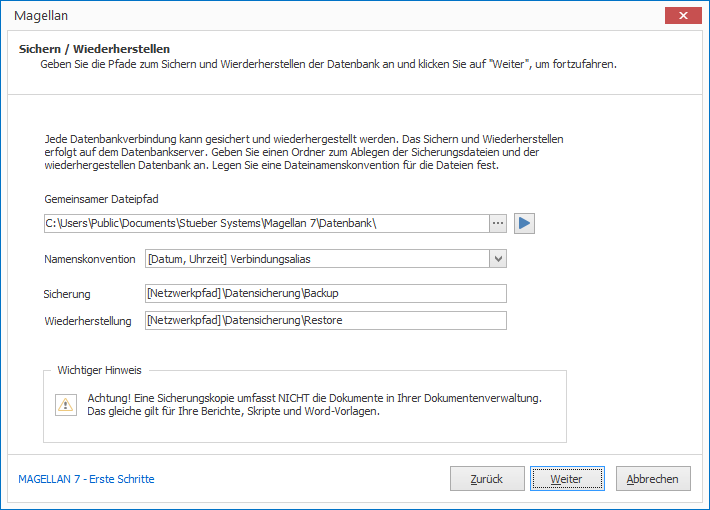 Magellan
Sichern / Wiederherstellen
Geben Sie die Pfade zum Sichern und Wierderherstellen der Datenbank an und klicken Sie auf "Weiter", um fortzufahren.
Jede Datenbankverbindung kann gesichert und wiederhergestellt werden. Das Sichern und Wiederherstellen
erfolgt auf dem Datenbankserver. Geben Sie einen Ordner zum Ablegen der Sicherungsdateien und der
wiederhergestellten Datenbank an. Legen Sie eine Dateinamenskonvention für die Dateien fest.
Gemeinsamer Dateipfad
C:\Users\Public\Documents\Stueber Systems\Magellan 7\Datenbank\ ...
Namenskonvention [Datum, Uhrzeit] Verbindungsalias
Sicherung [Netzwerkpfad]\Datensicherung\Backup
Wiederherstellung [Netzwerkpfad]\Datensicherung\Restore
Wichtiger Hinweis
Achtung! Eine Sicherungskopie umfasst NICHT die Dokumente in Ihrer Dokumentenverwaltung.
Das gleiche gilt für Ihre Berichte, Skripte und Word-Vorlagen.
MAGELLAN 7 - Erste Schritte Zurück Weiter Abbrechen